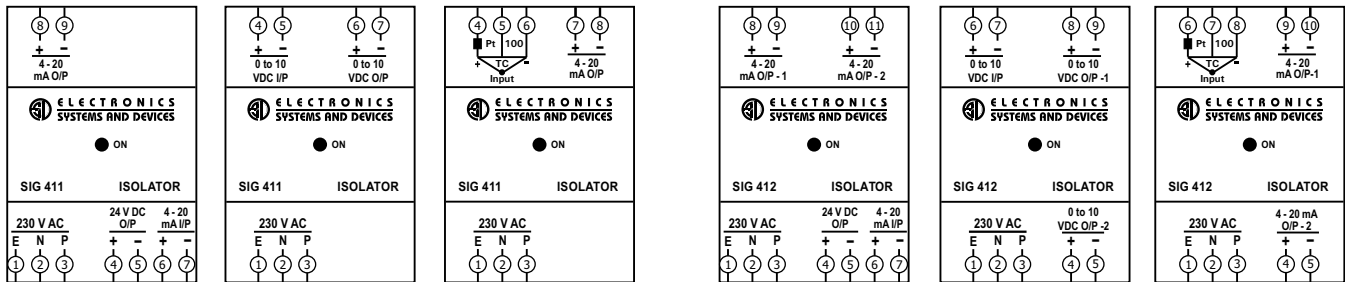 8 9
+ –
4 - 20
mA O/P
ELECTRONICS
SYSTEMS AND DEVICES
ON
SIG 411 ISOLATOR
230 V AC
24 V DC
O/P
4 - 20
mA I/P
E N P + – + –
1 2 3 4 5 6 7
4 5 6 7
+ – + –
0 to 10
VDC I/P
0 to 10
VDC O/P
ELECTRONICS
SYSTEMS AND DEVICES
ON
SIG 411 ISOLATOR
230 V AC
E N P
1 2 3
4 5 6 7 8
Pt 100
+ –
+ TC -
Input
4 - 20
mA O/P
ELECTRONICS
SYSTEMS AND DEVICES
ON
SIG 411 ISOLATOR
230 V AC
E N P
1 2 3
8 9 10 11
+ – + –
4 - 20
mA O/P - 1
4 - 20
mA O/P - 2
ELECTRONICS
SYSTEMS AND DEVICES
ON
SIG 412 ISOLATOR
230 V AC
24 V DC
O/P
4 - 20
mA I/P
E N P + – + –
1 2 3 4 5 6 7
6 7 8 9
+ – + –
0 to 10
VDC I/P
0 to 10
VDC O/P -1
ELECTRONICS
SYSTEMS AND DEVICES
ON
SIG 412 ISOLATOR
230 V AC
0 to 10
VDC O/P -2
E N P + –
1 2 3 4 5
6 7 8 9 10
Pt 100
+ –
+ TC -
Input
4 - 20
mA O/P-1
ELECTRONICS
SYSTEMS AND DEVICES
ON
SIG 412 ISOLATOR
230 V AC
4 - 20 mA
O/P - 2
E N P + –
1 2 3 4 5